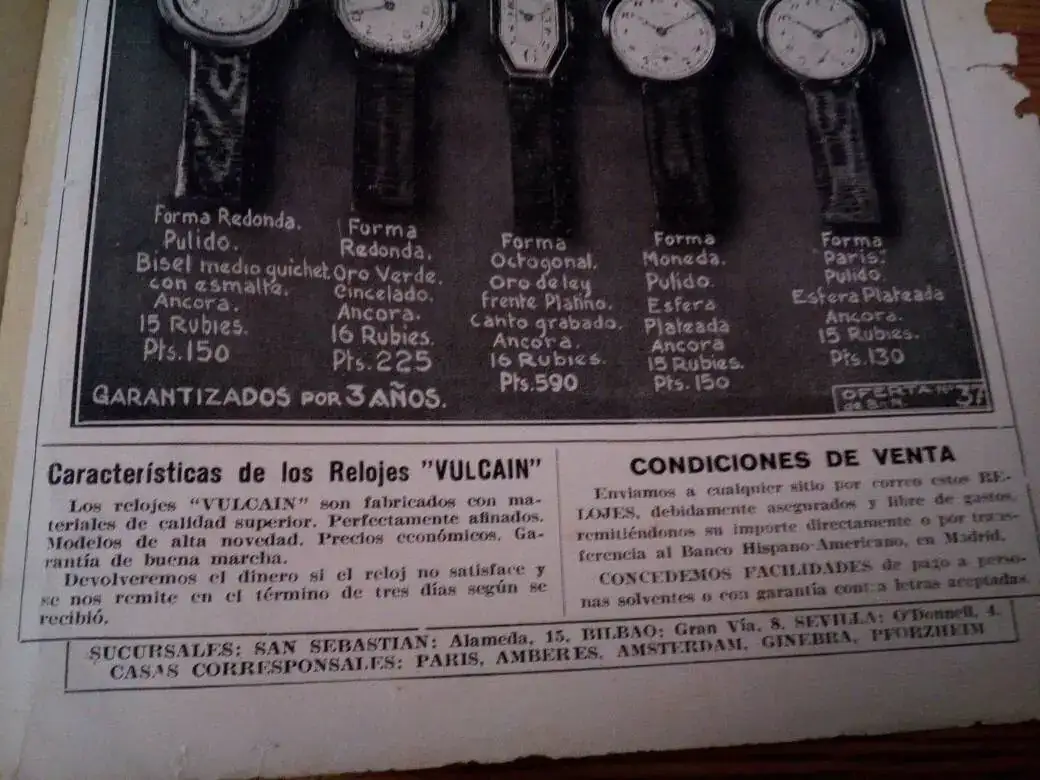 Forma Redonda.
Pulido.
Bisel medio guichet
con esmalte.
Ancora.
15 Rubies.
Pts.150
Forma
Redonda.
Oro Verde.
Cincelado.
Ancora.
16 Rubies.
Pts.225
Forma
Octogonal.
Oro de ley
frente Platino.
Canto grabado.
Ancora.
16 Rubies.
Pts.590
Forma
Moneda.
Pulido.
Esfera
Plateada
Ancora
15 Rubies.
Pts.150
Forma
Paris.
Pulido.
Esfera Plateada
Ancora.
15 Rubies.
Pts.130
GARANTIZADOS POR 3 AÑOS.
OFERTA Nº 37
Características de los Relojes "VULCAIN"
Los relojes "VULCAIN" son fabricados con ma-
teriales de calidad superior. Perfectamente afinados.
Modelos de alta novedad. Precios económicos. Ga-
rantía de buena marcha.
Devolveremos el dinero si el reloj no satisface y
se nos remite en el término de tres días según se
recibió.
CONDICIONES DE VENTA
Enviamos a cualquier sitio por correo estos RE-
LOJES, debidamente asegurados y libre de gastos,
remitiéndonos su importe directamente o por trans-
ferencia al Banco Hispano-Americano, en Madrid.
CONCEDEMOS FACILIDADES de pago a perso-
nas solventes o con garantía contra letras aceptadas
SUCURSALES: SAN SEBASTIAN: Alameda, 15, BILBAO: Gran Vía, 8, SEVILLA: O'Donnell, 4.
CASAS CORRESPONSALES: PARIS, AMBERES, AMSTERDAM, GINEBRA, PFORZHEIM